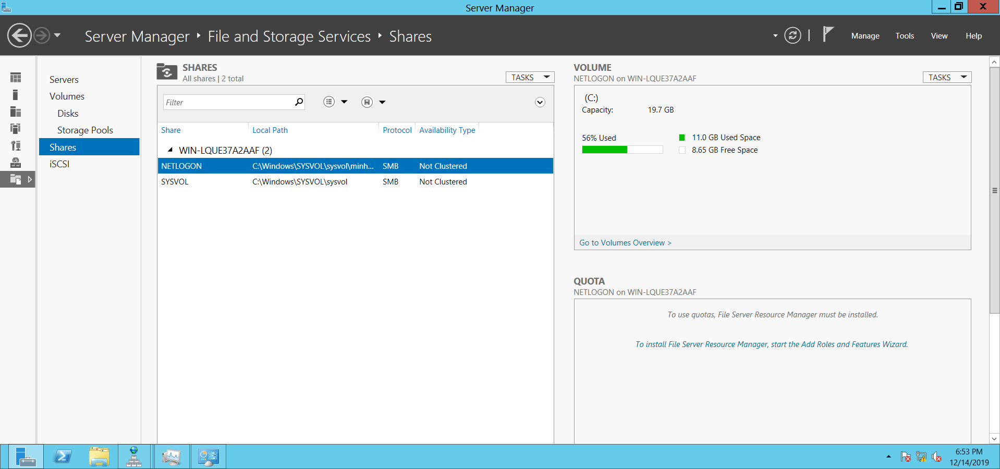 Server Manager
Server Manager ‣ File and Storage Services ‣ Shares
Manage Tools View Help
Servers
Volumes
Disks
Storage Pools
Shares
iSCSI
SHARES
All shares | 2 total
TASKS
Filter
Share Local Path Protocol Availability Type
WIN-LQUE37A2AAF (2)
NETLOGON C:\Windows\SYSVOL\sysvol\minh... SMB Not Clustered
SYSVOL C:\Windows\SYSVOL\sysvol SMB Not Clustered
VOLUME
NETLOGON on WIN-LQUE37A2AAF
TASKS
(C:)
Capacity: 19.7 GB
56% Used
11.0 GB Used Space
8.65 GB Free Space
Go to Volumes Overview >
QUOTA
NETLOGON on WIN-LQUE37A2AAF
To use quotas, File Server Resource Manager must be installed.
To install File Server Resource Manager, start the Add Roles and Features Wizard.
6:53 PM
12/14/2019